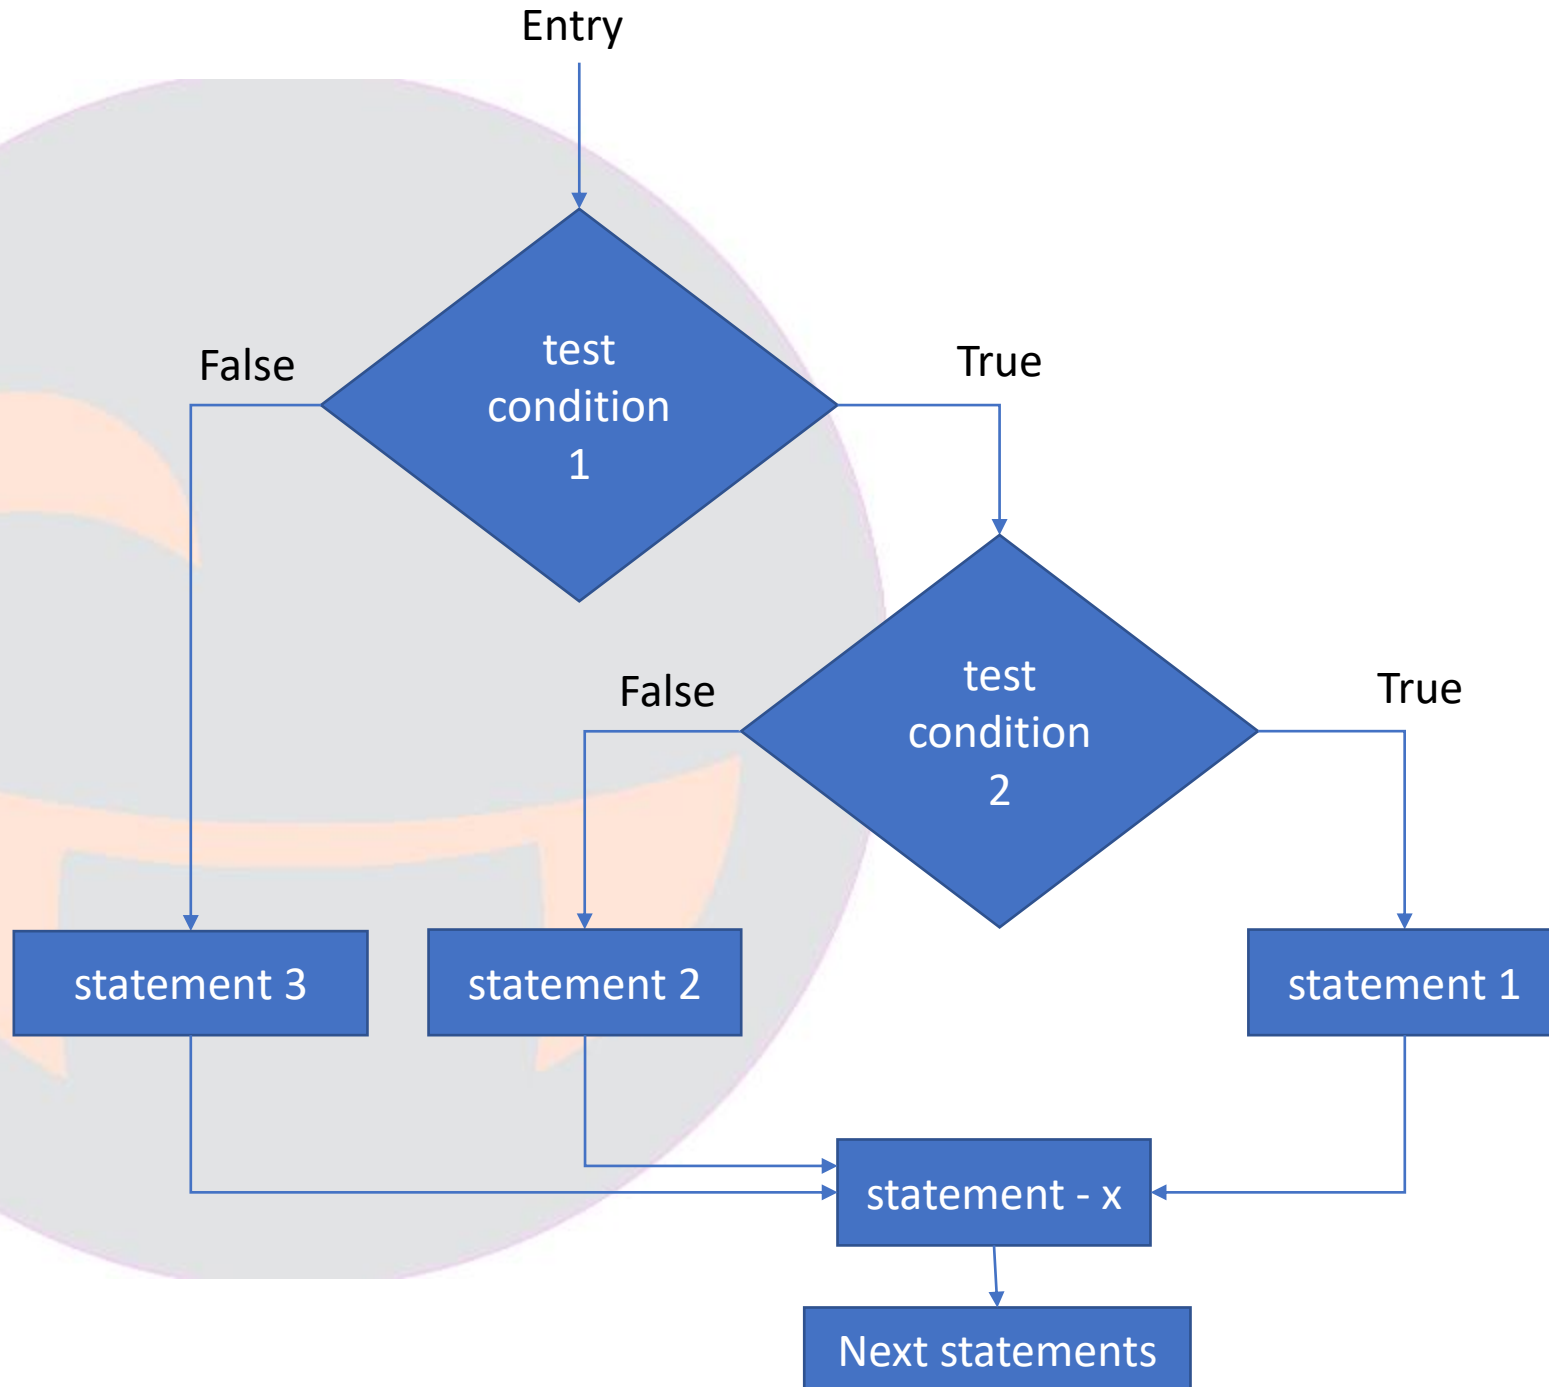 Entry
test
condition
1
False
True
test
condition
2
False
True
statement 3
statement 2
statement 1
statement - x
Next statements